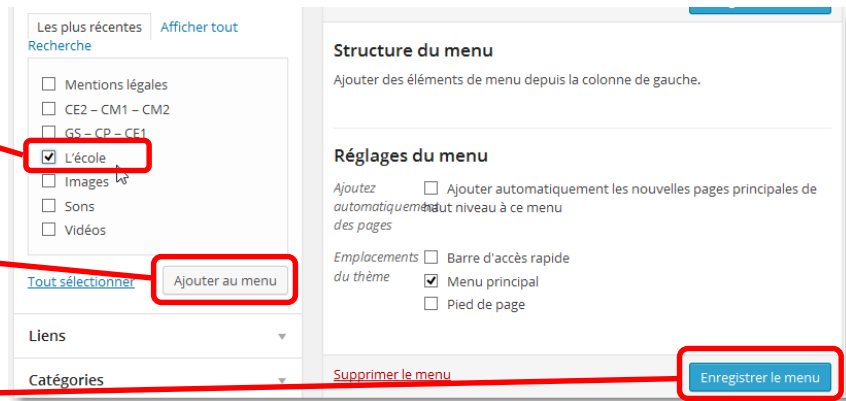 Les plus récentes Afficher tout
Recherche
Mentions légales
CE2 – CM1 – CM2
GS – CP – CE1
L'école
Images
Sons
Vidéos
Tout sélectionner Ajouter au menu
Liens
Catégories
Structure du menu
Ajouter des éléments de menu depuis la colonne de gauche.
Réglages du menu
Ajoutez automatiquement des pages
Ajouter automatiquement les nouvelles pages principales de
haut niveau à ce menu
Emplacements du thème
Barre d'accès rapide
Menu principal
Pied de page
Supprimer le menu Enregistrer le menu